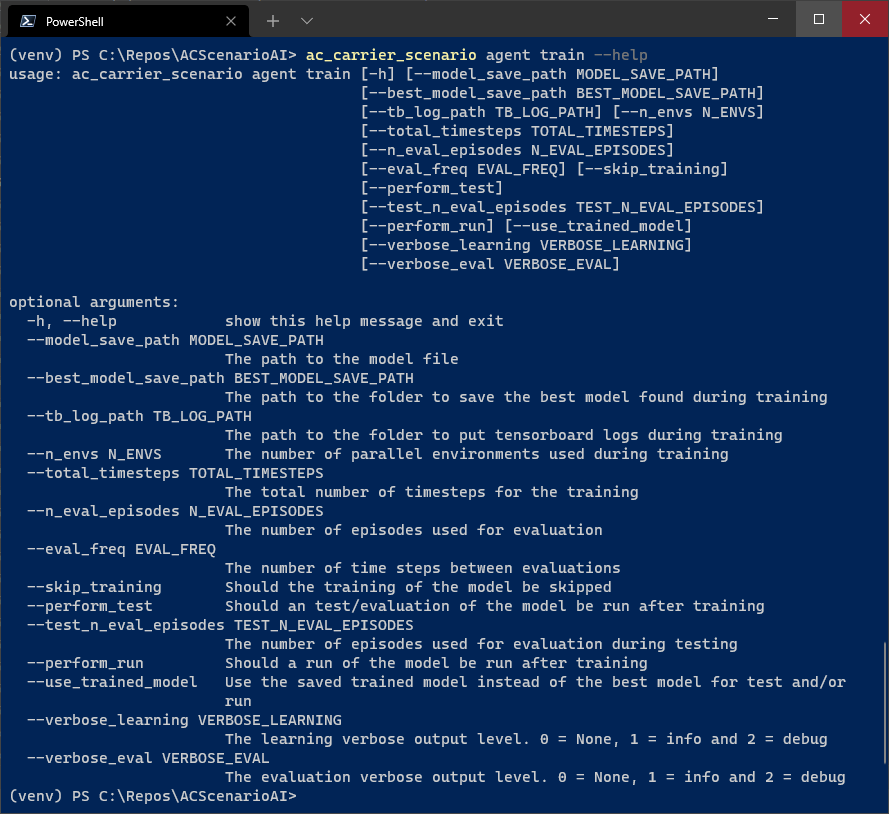 PowerShell
(venv) PS C:\Repos\ACScenarioAI> ac_carrier_scenario agent train --help
usage: ac_carrier_scenario agent train [-h] [--model_save_path MODEL_SAVE_PATH]
                                       [--best_model_save_path BEST_MODEL_SAVE_PATH]
                                       [--tb_log_path TB_LOG_PATH] [--n_envs N_ENVS]
                                       [--total_timesteps TOTAL_TIMESTEPS]
                                       [--n_eval_episodes N_EVAL_EPISODES]
                                       [--eval_freq EVAL_FREQ] [--skip_training]
                                       [--perform_test]
                                       [--test_n_eval_episodes TEST_N_EVAL_EPISODES]
                                       [--perform_run] [--use_trained_model]
                                       [--verbose_learning VERBOSE_LEARNING]
                                       [--verbose_eval VERBOSE_EVAL]

optional arguments:
  -h, --help            show this help message and exit
  --model_save_path MODEL_SAVE_PATH
                        The path to the model file
  --best_model_save_path BEST_MODEL_SAVE_PATH
                        The path to the folder to save the best model found during training
  --tb_log_path TB_LOG_PATH
                        The path to the folder to put tensorboard logs during training
  --n_envs N_ENVS       The number of parallel environments used during training
  --total_timesteps TOTAL_TIMESTEPS
                        The total number of timesteps for the training
  --n_eval_episodes N_EVAL_EPISODES
                        The number of episodes used for evaluation
  --eval_freq EVAL_FREQ
                        The number of time steps between evaluations
  --skip_training       Should the training of the model be skipped
  --perform_test        Should an test/evaluation of the model be run after training
  --test_n_eval_episodes TEST_N_EVAL_EPISODES
                        The number of episodes used for evaluation during testing
  --perform_run         Should a run of the model be run after training
  --use_trained_model   Use the saved trained model instead of the best model for test and/or
                        run
  --verbose_learning VERBOSE_LEARNING
                        The learning verbose output level. 0 = None, 1 = info and 2 = debug
  --verbose_eval VERBOSE_EVAL
                        The evaluation verbose output level. 0 = None, 1 = info and 2 = debug
(venv) PS C:\Repos\ACScenarioAI>